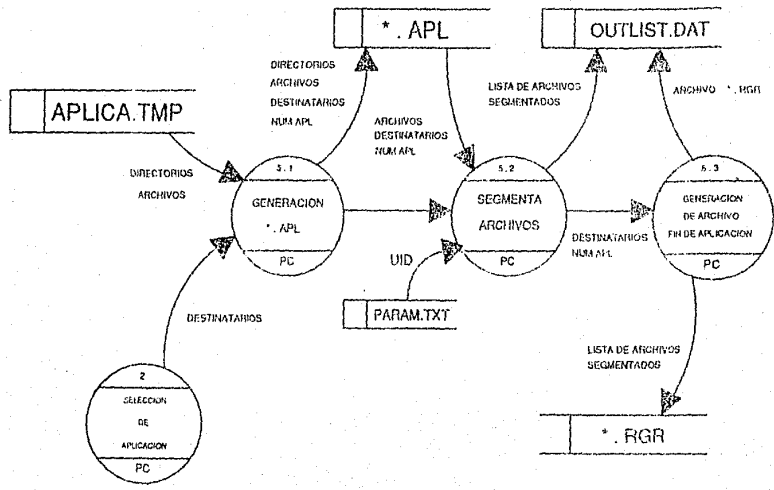 * . APL
OUTLIST.DAT
APLICA.TMP
DIRECTORIOS
ARCHIVOS
DESTINATARIOS
NUM APL
ARCHIVOS
DESTINATARIOS
NUM APL
LISTA DE ARCHIVOS
SEGMENTADOS
ARCHIVO *. RGR
DIRECTORIOS
ARCHIVOS
5.1
GENERACION
*. APL
PC
5.2
SEGMENTA
ARCHIVOS
PC
5.3
GENERACION
DE ARCHIVO
FIN DE APLICACION
PC
DESTINATARIOS
NUM APL
UID
PARAM.TXT
DESTINATARIOS
2
SELECCION
DE
APLICACION
PC
LISTA DE ARCHIVOS
SEGMENTADOS
* . RGR